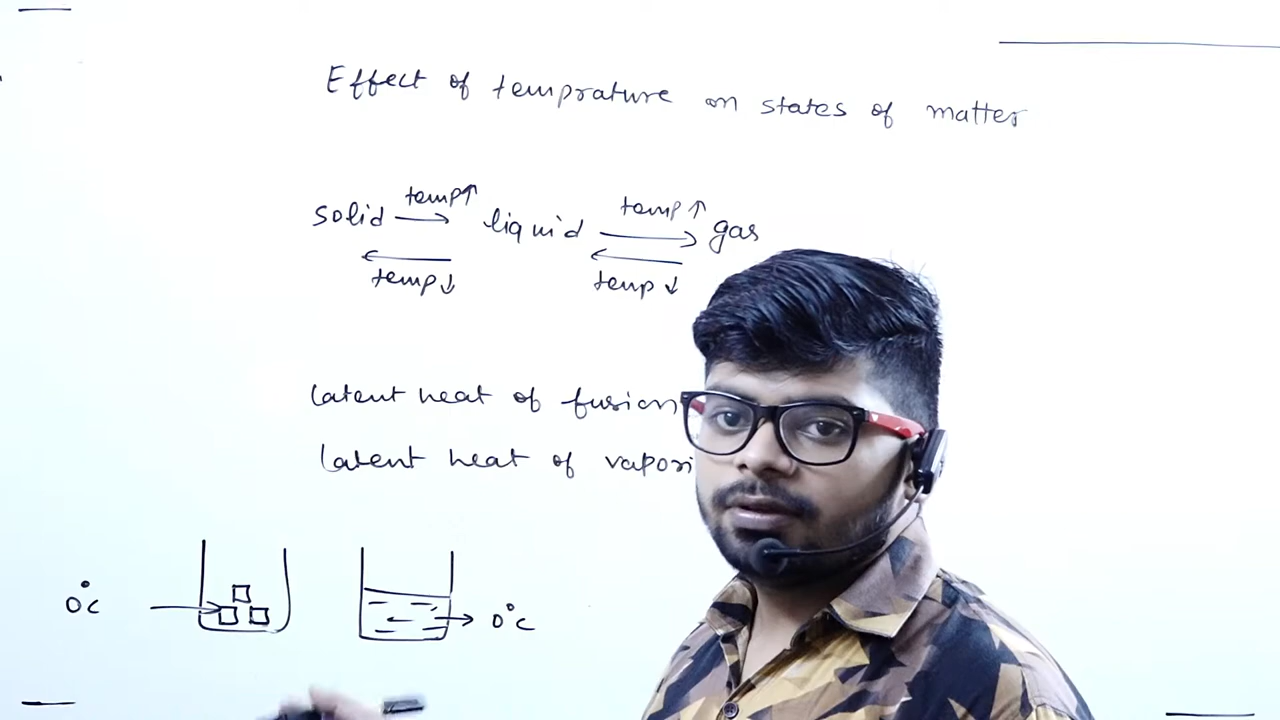 Effect of temprature on states of matter
temp↑ temp↑
solid → liquid → gas
temp↓ temp↓
latent heat of fusion
latent heat of vapori
0°c 0°c